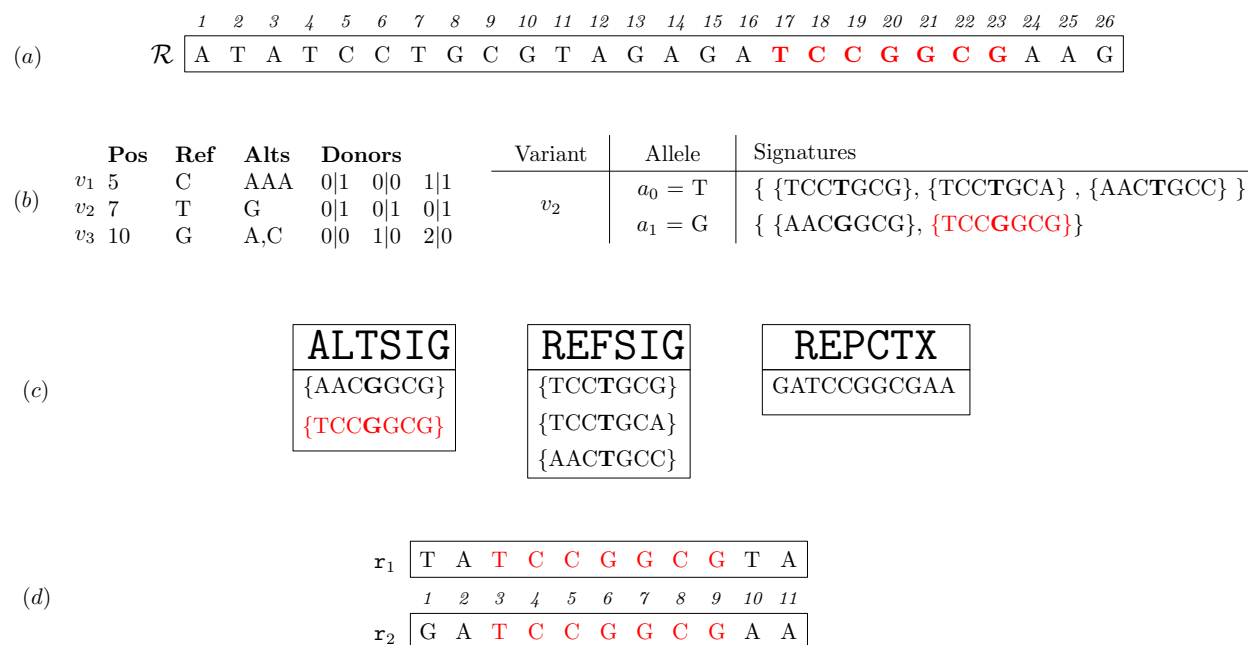 1 2 3 4 5 6 7 8 9 10 11 12 13 14 15 16 17 18 19 20 21 22 23 24 25 26
(a) R A T A T C C T G C G T A G A G A T C C G G C G A A G
(b)
Pos Ref Alts Donors
v1 5 C AAA 0|1 0|0 1|1
v2 7 T G 0|1 0|1 0|1
v3 10 G A,C 0|0 1|0 2|0
Variant Allele Signatures
v2
a0 = T { {TCCTGCG}, {TCCTGCA} , {AACTGCC} }
a1 = G { {AACGGCG}, {TCCGGCG}}
(c)
ALTSIG
{AACGGCG}
{TCCGGCG}
REFSIG
{TCCTGCG}
{TCCTGCA}
{AACTGCC}
REPCTX
GATCCGGCGAA
(d)
r1 T A T C C G G C G T A
1 2 3 4 5 6 7 8 9 10 11
r2 G A T C C G G C G A A